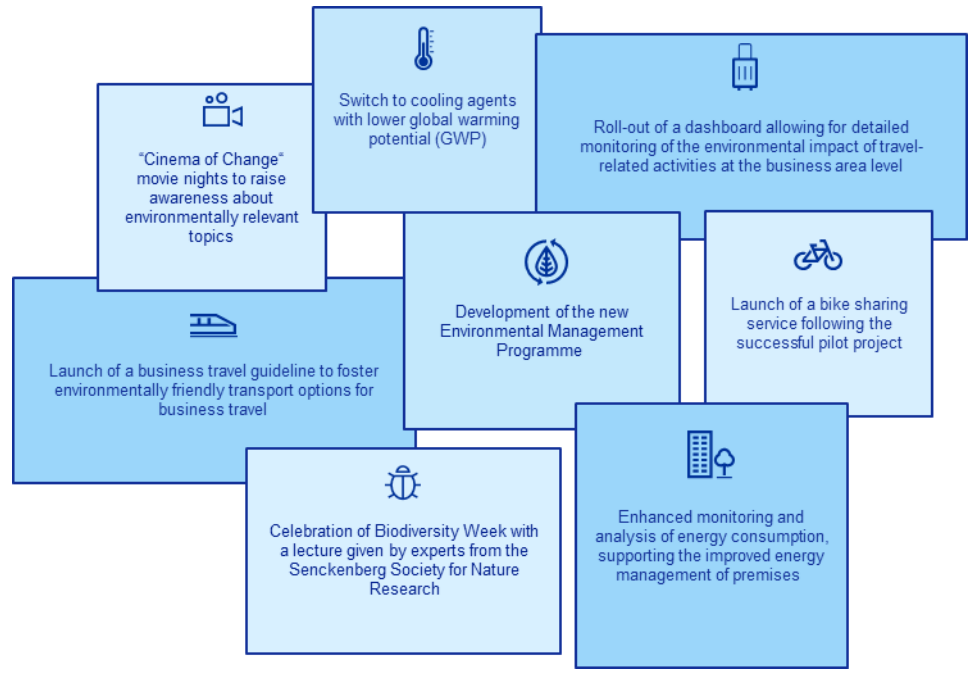 Switch to cooling agents
with lower global warming
potential (GWP)
Roll-out of a dashboard allowing for detailed
monitoring of the environmental impact of travel-
related activities at the business area level
“Cinema of Change“
movie nights to raise
awareness about
environmentally relevant
topics
Development of the new
Environmental Management
Programme
Launch of a bike sharing
service following the
successful pilot project
Launch of a business travel guideline to foster
environmentally friendly transport options for
business travel
Celebration of Biodiversity Week with
a lecture given by experts from the
Senckenberg Society for Nature
Research
Enhanced monitoring and
analysis of energy consumption,
supporting the improved energy
management of premises